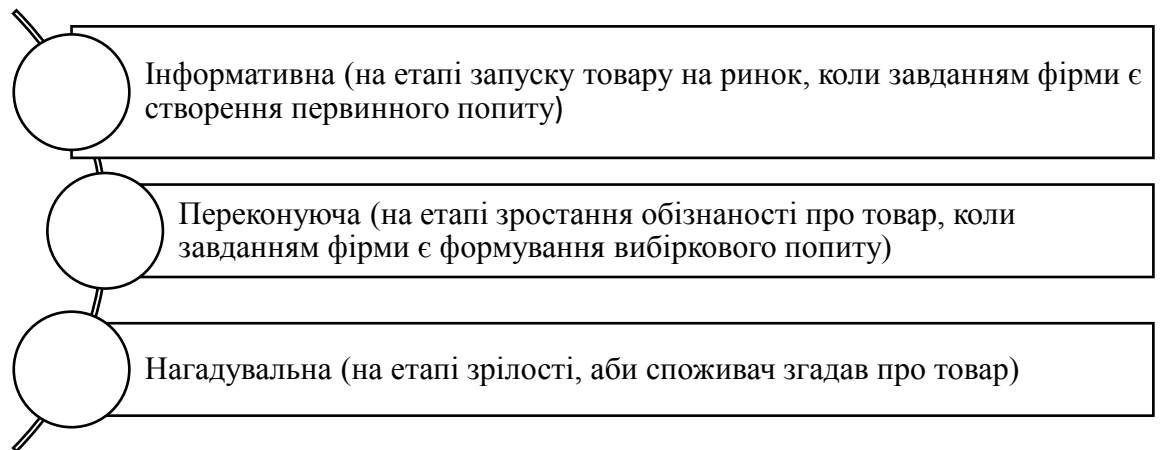 Інформативна (на етапі запуску товару на ринок, коли завданням фірми є
створення первинного попиту)
Переконуюча (на етапі зростання обізнаності про товар, коли
завданням фірми є формування вибіркового попиту)
Нагадувальна (на етапі зрілості, аби споживач згадав про товар)